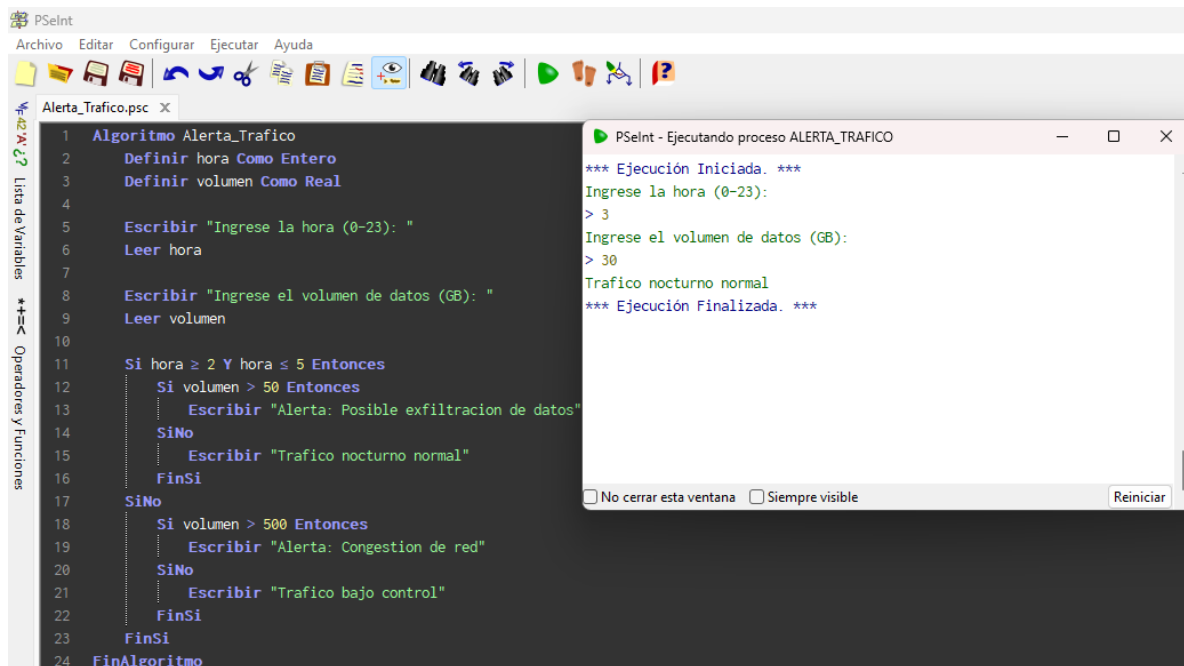 PSeInt
Archivo Editar Configurar Ejecutar Ayuda
Alerta_Trafico.psc X
42 'A' ¿? Lista de Variables
*+=< Operadores y Funciones
1 Algoritmo Alerta_Trafico
2 Definir hora Como Entero
3 Definir volumen Como Real
4
5 Escribir "Ingrese la hora (0-23): "
6 Leer hora
7
8 Escribir "Ingrese el volumen de datos (GB): "
9 Leer volumen
10
11 Si hora ≥ 2 Y hora ≤ 5 Entonces
12 Si volumen > 50 Entonces
13 Escribir "Alerta: Posible exfiltracion de datos"
14 SiNo
15 Escribir "Trafico nocturno normal"
16 FinSi
17 SiNo
18 Si volumen > 500 Entonces
19 Escribir "Alerta: Congestion de red"
20 SiNo
21 Escribir "Trafico bajo control"
22 FinSi
23 FinSi
24 FinAlgoritmo
PSeInt - Ejecutando proceso ALERTA_TRAFICO
*** Ejecución Iniciada. ***
Ingrese la hora (0-23):
> 3
Ingrese el volumen de datos (GB):
> 30
Trafico nocturno normal
*** Ejecución Finalizada. ***
No cerrar esta ventana Siempre visible Reiniciar